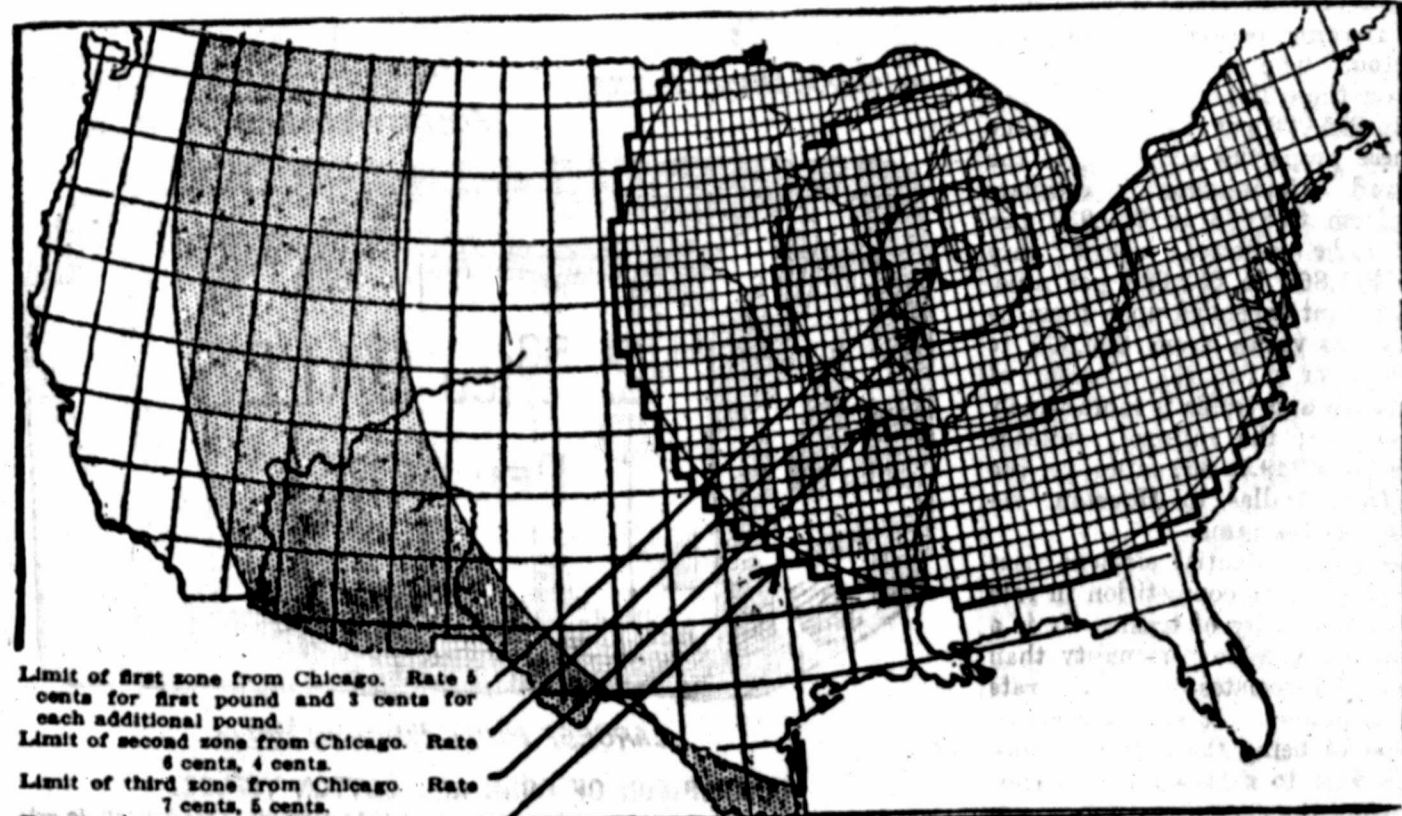 Limit of first zone from Chicago. Rate 5
cents for first pound and 3 cents for
each additional pound.
Limit of second zone from Chicago. Rate
6 cents, 4 cents.
Limit of third zone from Chicago. Rate
7 cents, 5 cents.